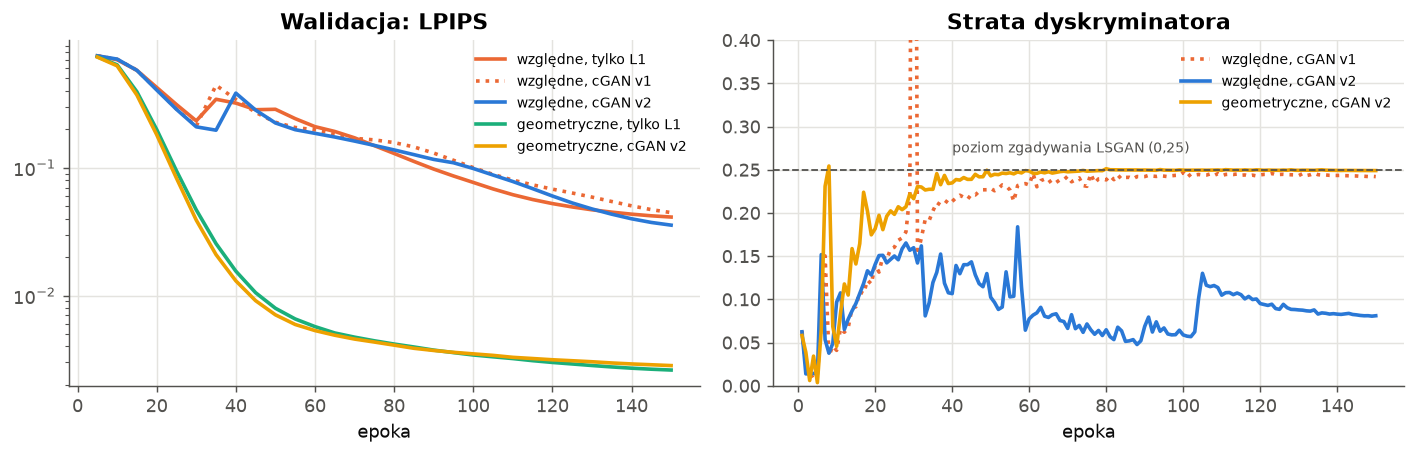 Walidacja: LPIPS
względne, tylko L1
względne, cGAN v1
względne, cGAN v2
geometryczne, tylko L1
geometryczne, cGAN v2
10⁻¹
10⁻²
0 20 40 60 80 100 120 140
epoka
Strata dyskryminatora
względne, cGAN v1
względne, cGAN v2
geometryczne, cGAN v2
poziom zgadywania LSGAN (0,25)
0.40
0.35
0.30
0.25
0.20
0.15
0.10
0.05
0.00
0 20 40 60 80 100 120 140
epoka